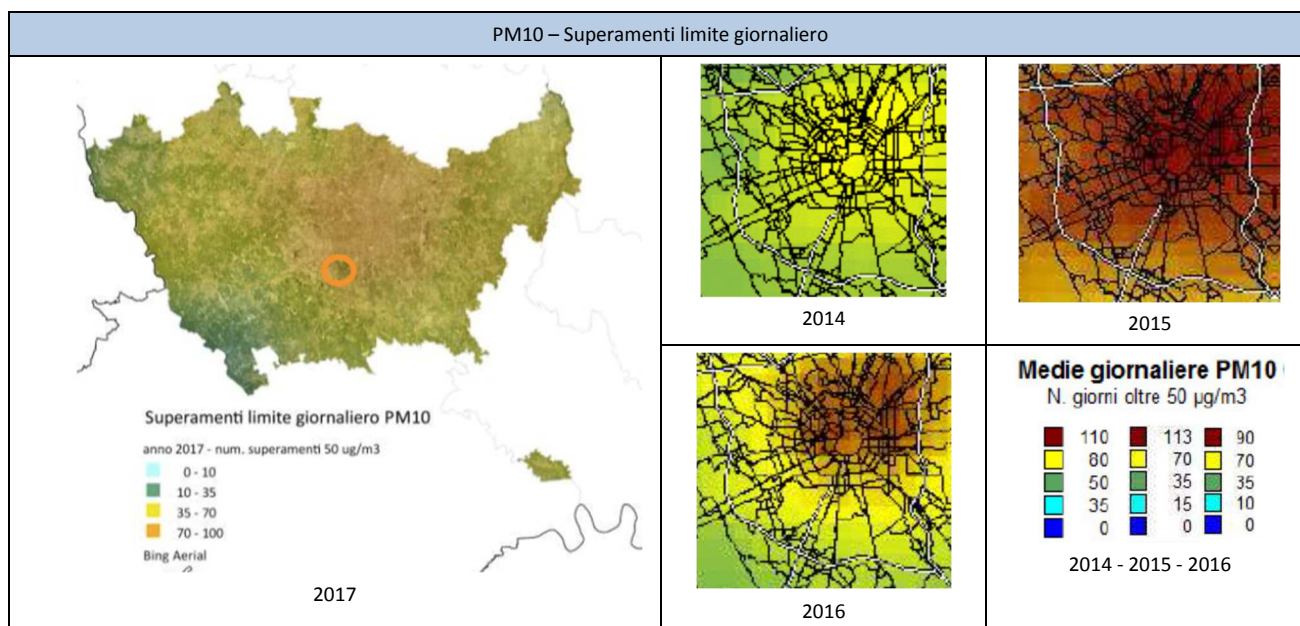 PM10 – Superamenti limite giornaliero
Superamenti limite giornaliero PM10
anno 2017 - num. superamenti 50 ug/m3
0 - 10
10 - 35
35 - 70
70 - 100
Bing Aerial
2017
2014
2015
2016
Medie giornaliere PM10
N. giorni oltre 50 µg/m3
110 113 90
80 70 70
50 35 35
35 15 10
0 0 0
2014 - 2015 - 2016